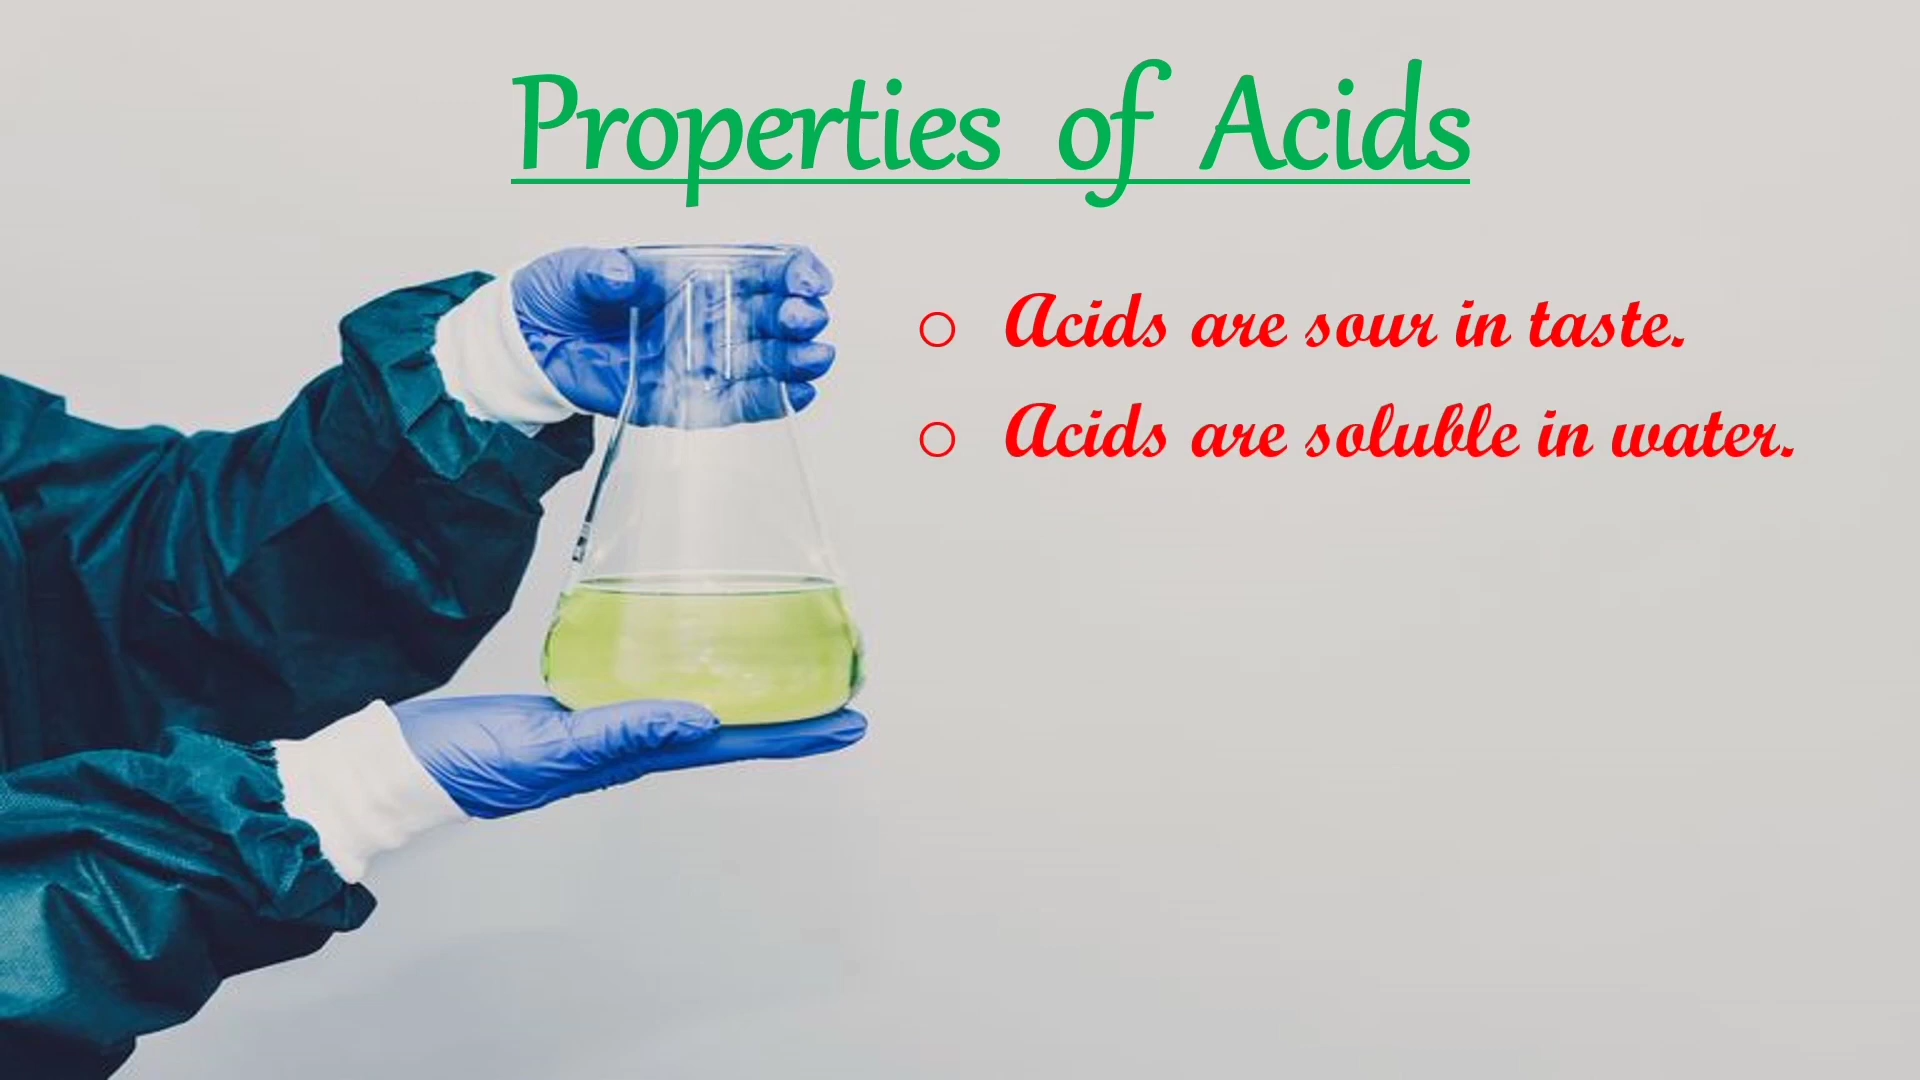 Properties of Acids
o Acids are sour in taste.
o Acids are soluble in water.